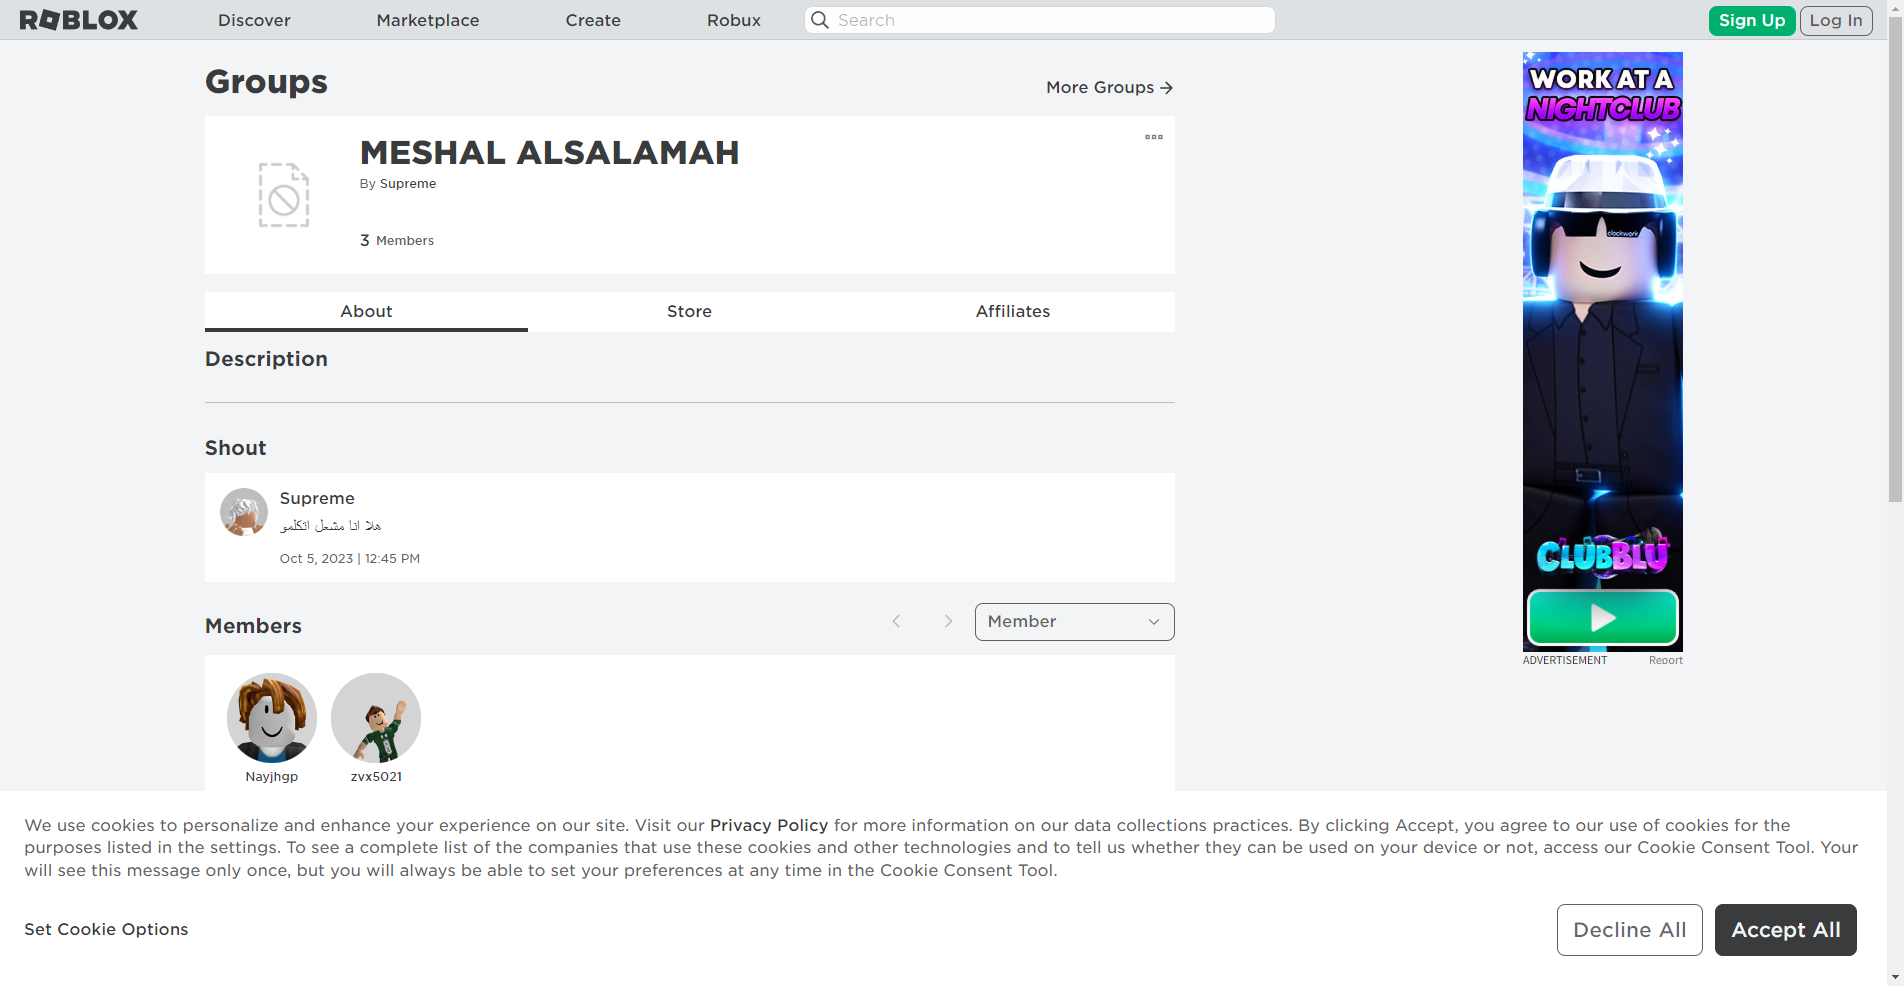 ROBLOX Discover Marketplace Create Robux Search Sign Up Log In
Groups
More Groups →
MESHAL ALSALAMAH
By Supreme
3 Members
About Store Affiliates
Description
Shout
Supreme
هلا انا مشعل اتكلمو
Oct 5, 2023 | 12:45 PM
Members
Member
Nayjhgp zvx5021
WORK AT A
NIGHTCLUB
clockwork
CLUBBLU
ADVERTISEMENT Report
We use cookies to personalize and enhance your experience on our site. Visit our Privacy Policy for more information on our data collections practices. By clicking Accept, you agree to our use of cookies for the
purposes listed in the settings. To see a complete list of the companies that use these cookies and other technologies and to tell us whether they can be used on your device or not, access our Cookie Consent Tool. Your
will see this message only once, but you will always be able to set your preferences at any time in the Cookie Consent Tool.
Set Cookie Options
Decline All Accept All